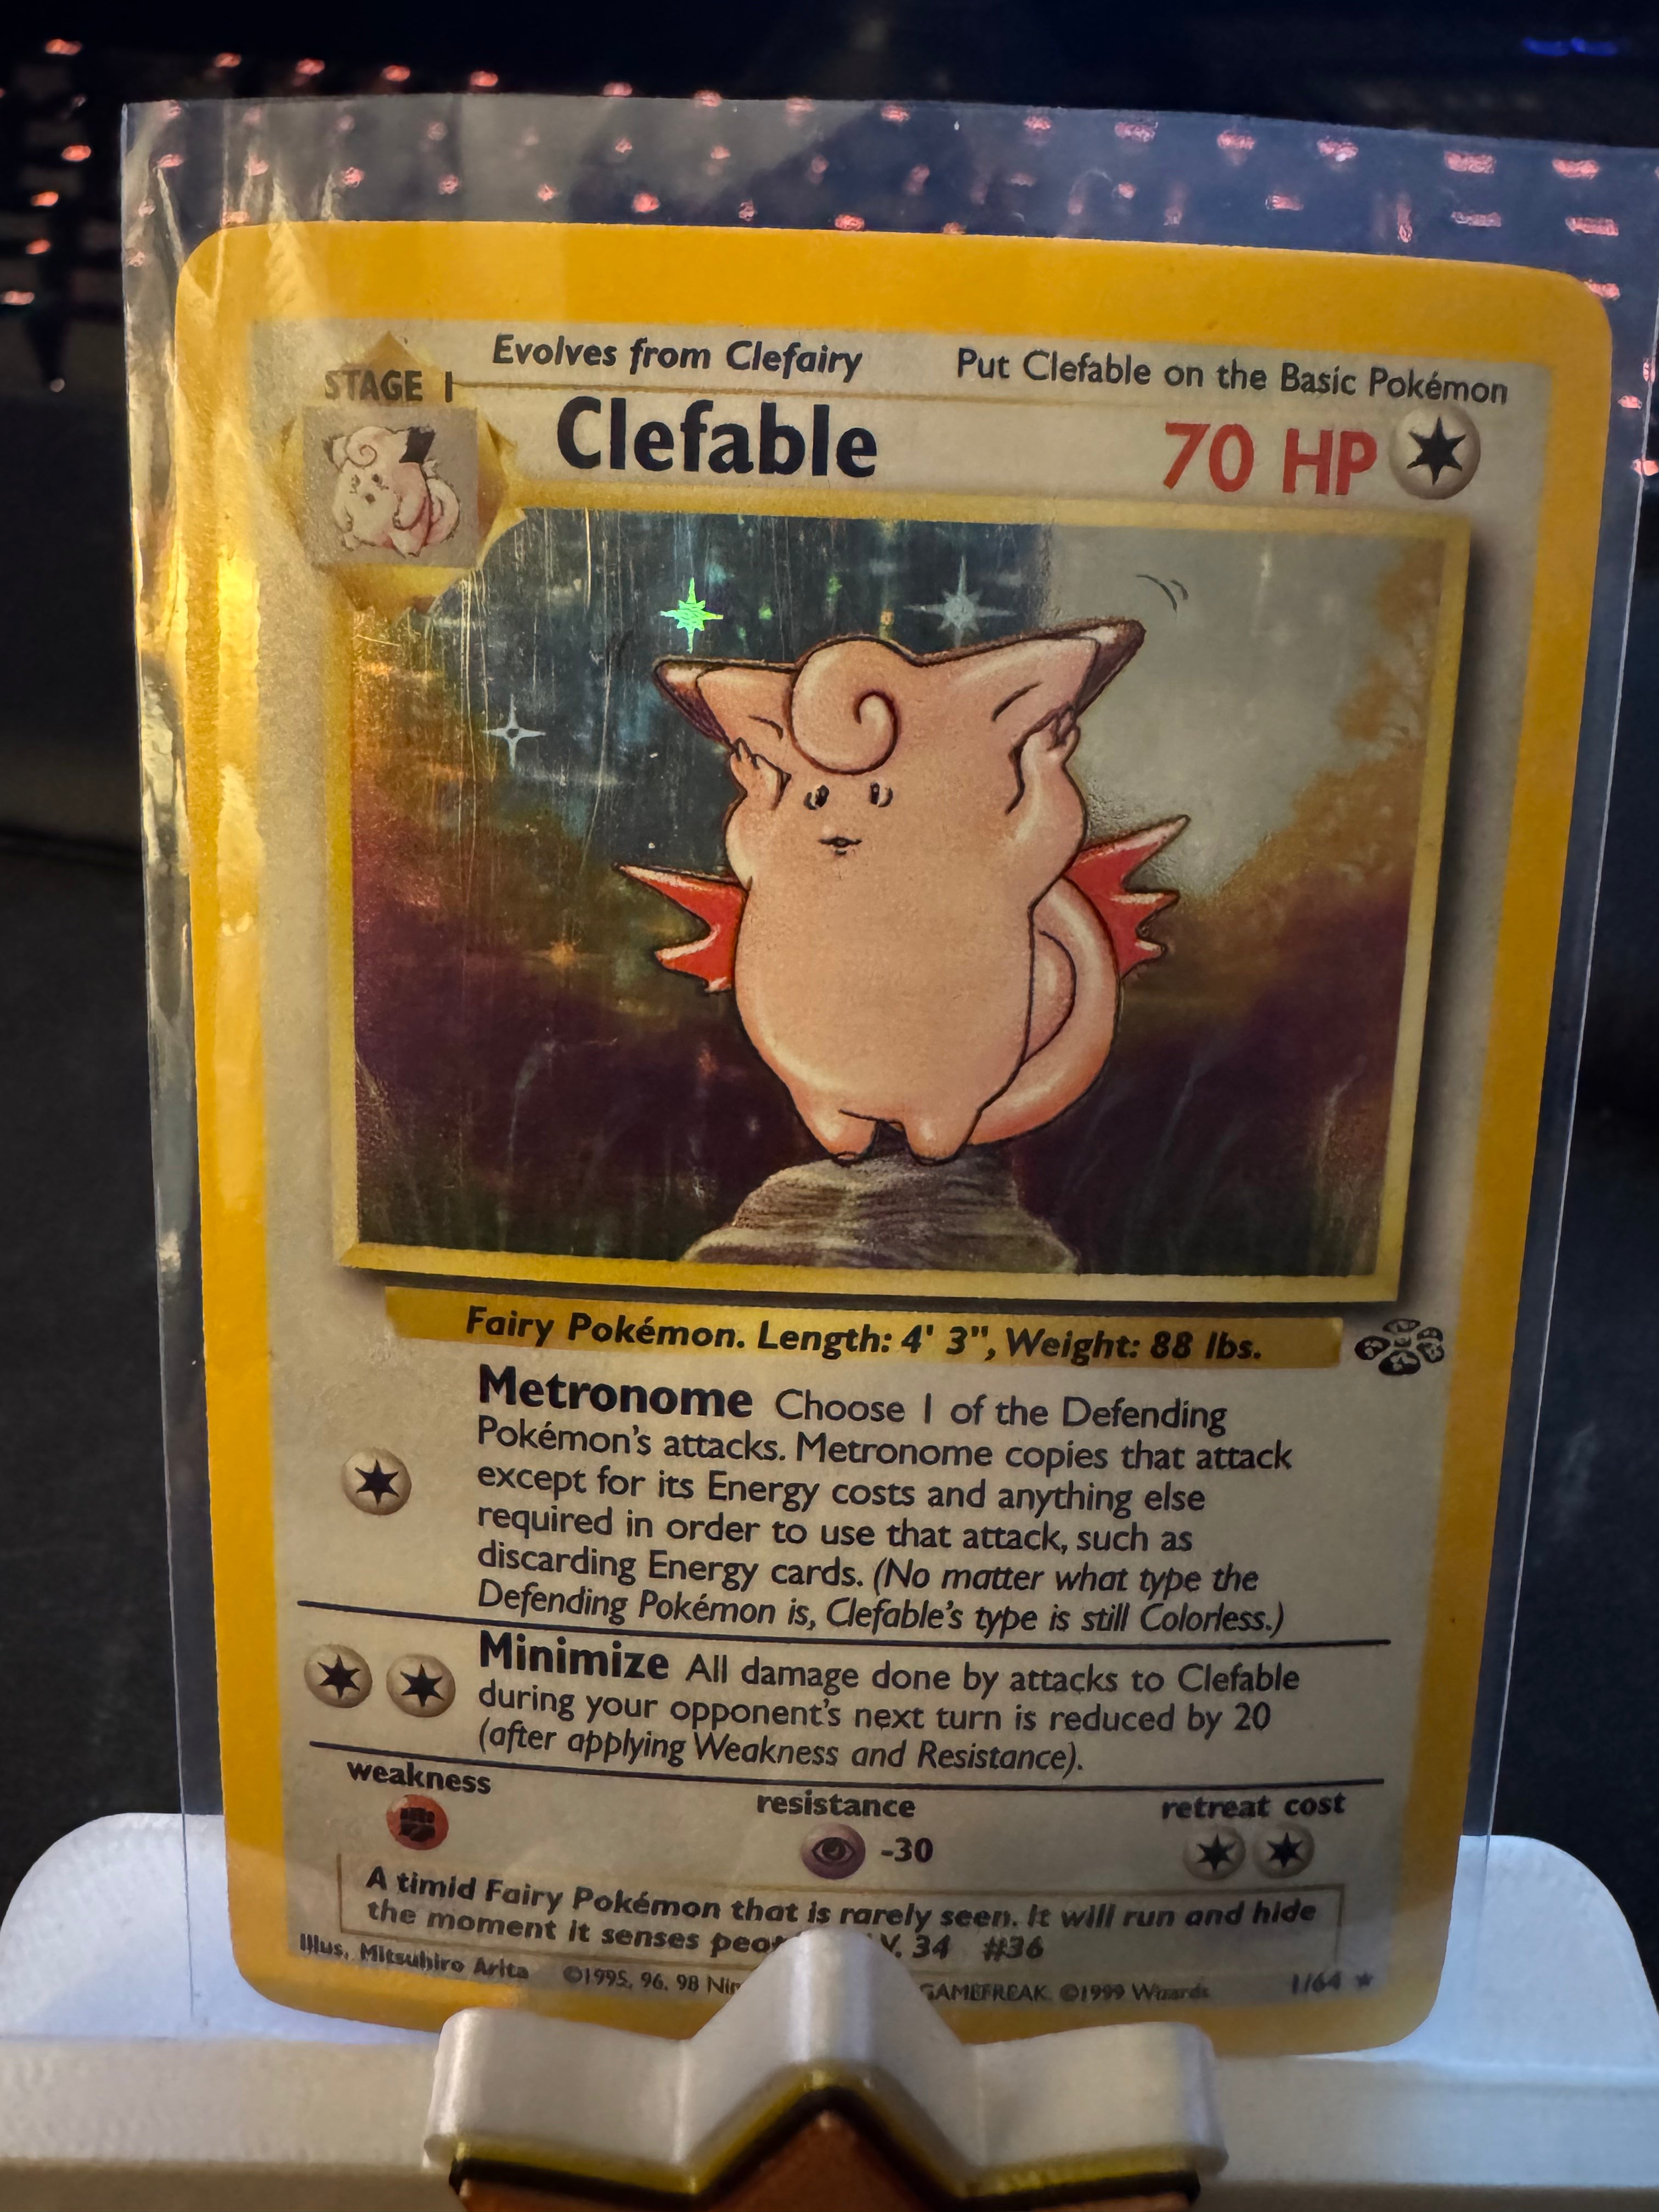 Evolves from Clefairy Put Clefable on the Basic Pokémon
STAGE 1
Clefable 70 HP
Fairy Pokémon. Length: 4' 3", Weight: 88 lbs.
Metronome Choose 1 of the Defending
Pokémon's attacks. Metronome copies that attack
except for its Energy costs and anything else
required in order to use that attack, such as
discarding Energy cards. (No matter what type the
Defending Pokémon is, Clefable's type is still Colorless.)
Minimize All damage done by attacks to Clefable
during your opponent's next turn is reduced by 20
(after applying Weakness and Resistance).
weakness resistance retreat cost
-30
A timid Fairy Pokémon that is rarely seen. It will run and hide
the moment it senses 34 #36
Illus. Mitsuhiro Arita ©1995, 96, 98 GAMEFREAK. ©1999 Wizards 1/64 ★